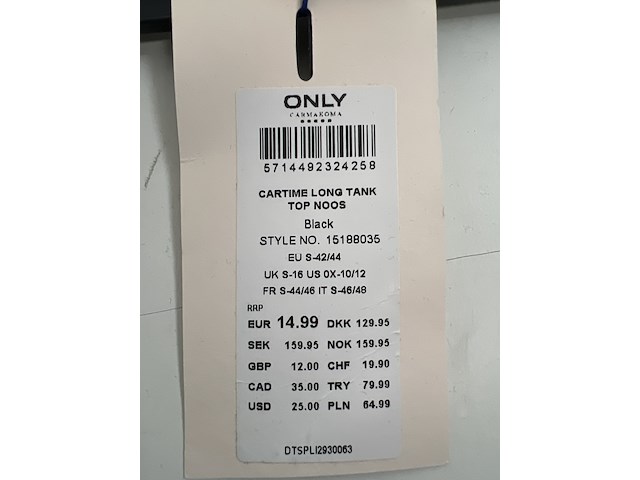 ONLY
CARMAKOMA
5714492324258
CARTIME LONG TANK
TOP NOOS
Black
STYLE NO. 15188035
EU S-42/44
UK S-16 US 0X-10/12
FR S-44/46 IT S-46/48
RRP
EUR 14.99 DKK 129.95
SEK 159.95 NOK 159.95
GBP 12.00 CHF 19.90
CAD 35.00 TRY 79.99
USD 25.00 PLN 64.99
DTSPLI2930063